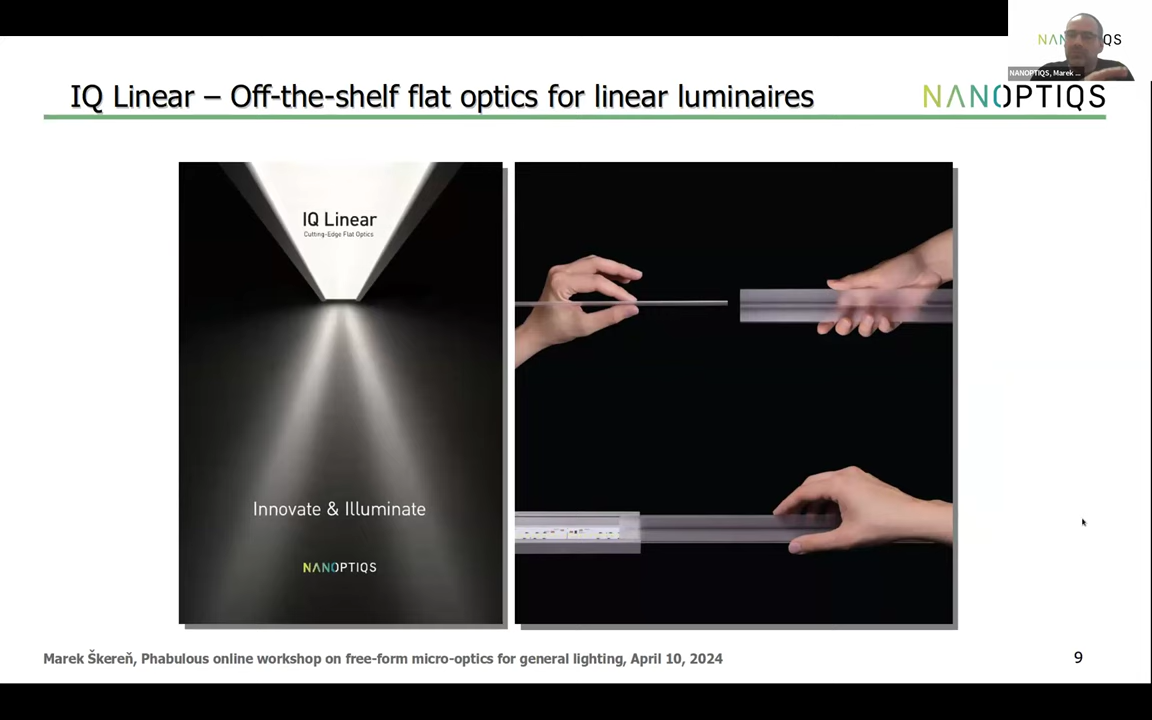 NANOPTIQS, Marek ...
IQ Linear – Off-the-shelf flat optics for linear luminaires
NANOPTIQS
IQ Linear
Cutting-Edge Flat Optics
Innovate & Illuminate
NANOPTIQS
Marek Škereň, Phabulous online workshop on free-form micro-optics for general lighting, April 10, 2024
9